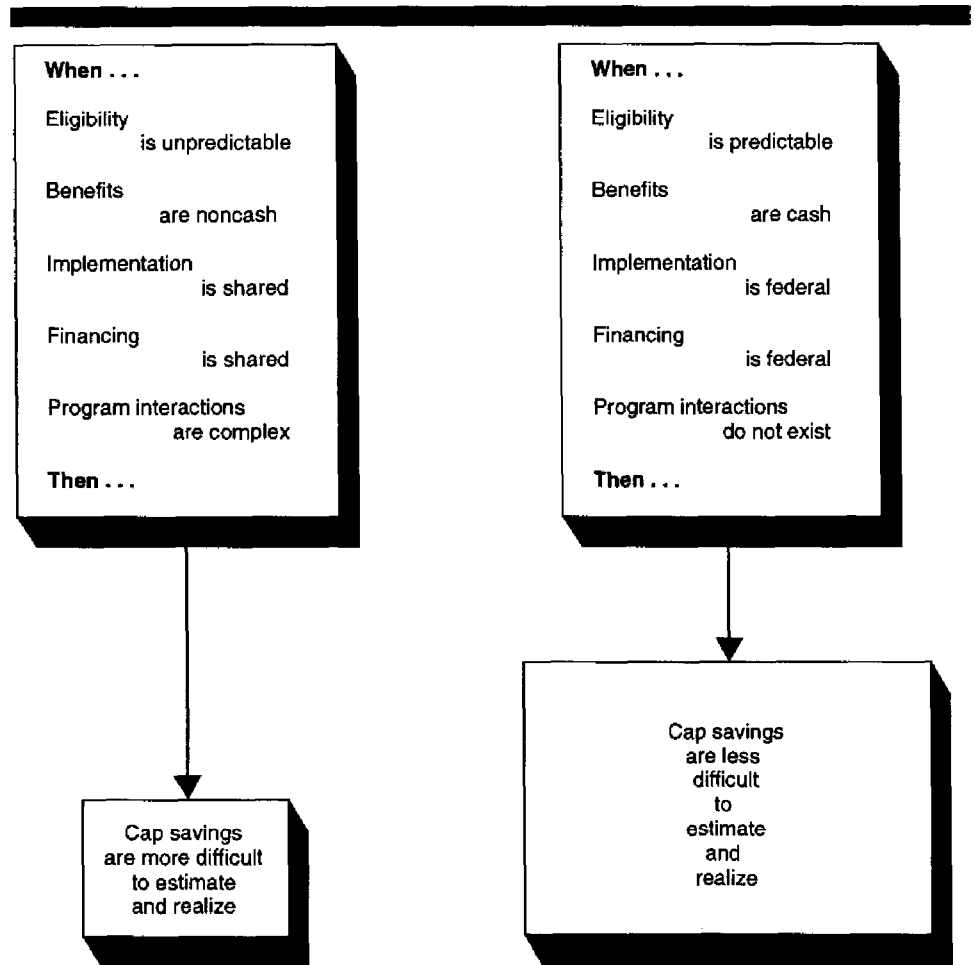 When . . .
Eligibility
is unpredictable
Benefits
are noncash
Implementation
is shared
Financing
is shared
Program interactions
are complex
Then . . .
Cap savings
are more difficult
to estimate
and realize
When . . .
Eligibility
is predictable
Benefits
are cash
Implementation
is federal
Financing
is federal
Program interactions
do not exist
Then . . .
Cap savings
are less
difficult
to
estimate
and
realize